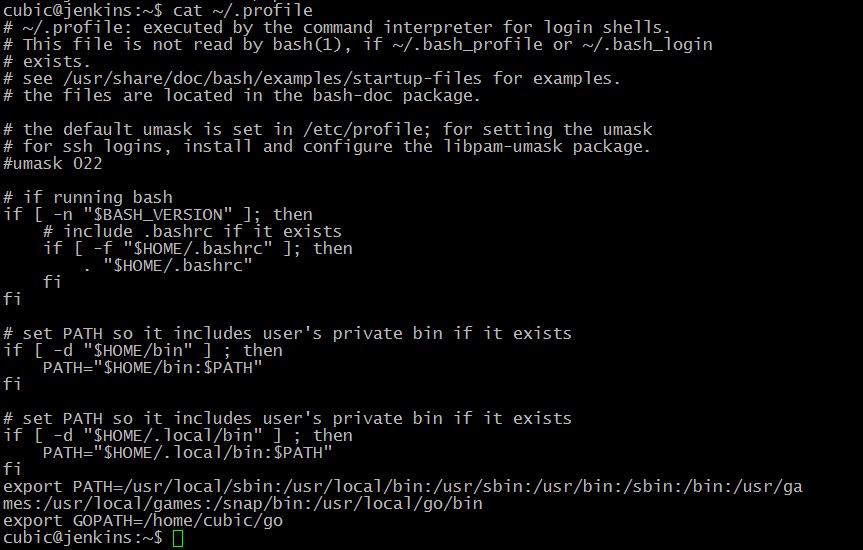 cubic@jenkins:~$ cat ~/.profile
# ~/.profile: executed by the command interpreter for login shells.
# This file is not read by bash(1), if ~/.bash_profile or ~/.bash_login
# exists.
# see /usr/share/doc/bash/examples/startup-files for examples.
# the files are located in the bash-doc package.

# the default umask is set in /etc/profile; for setting the umask
# for ssh logins, install and configure the libpam-umask package.
#umask 022

# if running bash
if [ -n "$BASH_VERSION" ]; then
    # include .bashrc if it exists
    if [ -f "$HOME/.bashrc" ]; then
        . "$HOME/.bashrc"
    fi
fi

# set PATH so it includes user's private bin if it exists
if [ -d "$HOME/bin" ] ; then
    PATH="$HOME/bin:$PATH"
fi

# set PATH so it includes user's private bin if it exists
if [ -d "$HOME/.local/bin" ] ; then
    PATH="$HOME/.local/bin:$PATH"
fi
export PATH=/usr/local/sbin:/usr/local/bin:/usr/sbin:/usr/bin:/sbin:/bin:/usr/ga
mes:/usr/local/games:/snap/bin:/usr/local/go/bin
export GOPATH=/home/cubic/go
cubic@jenkins:~$